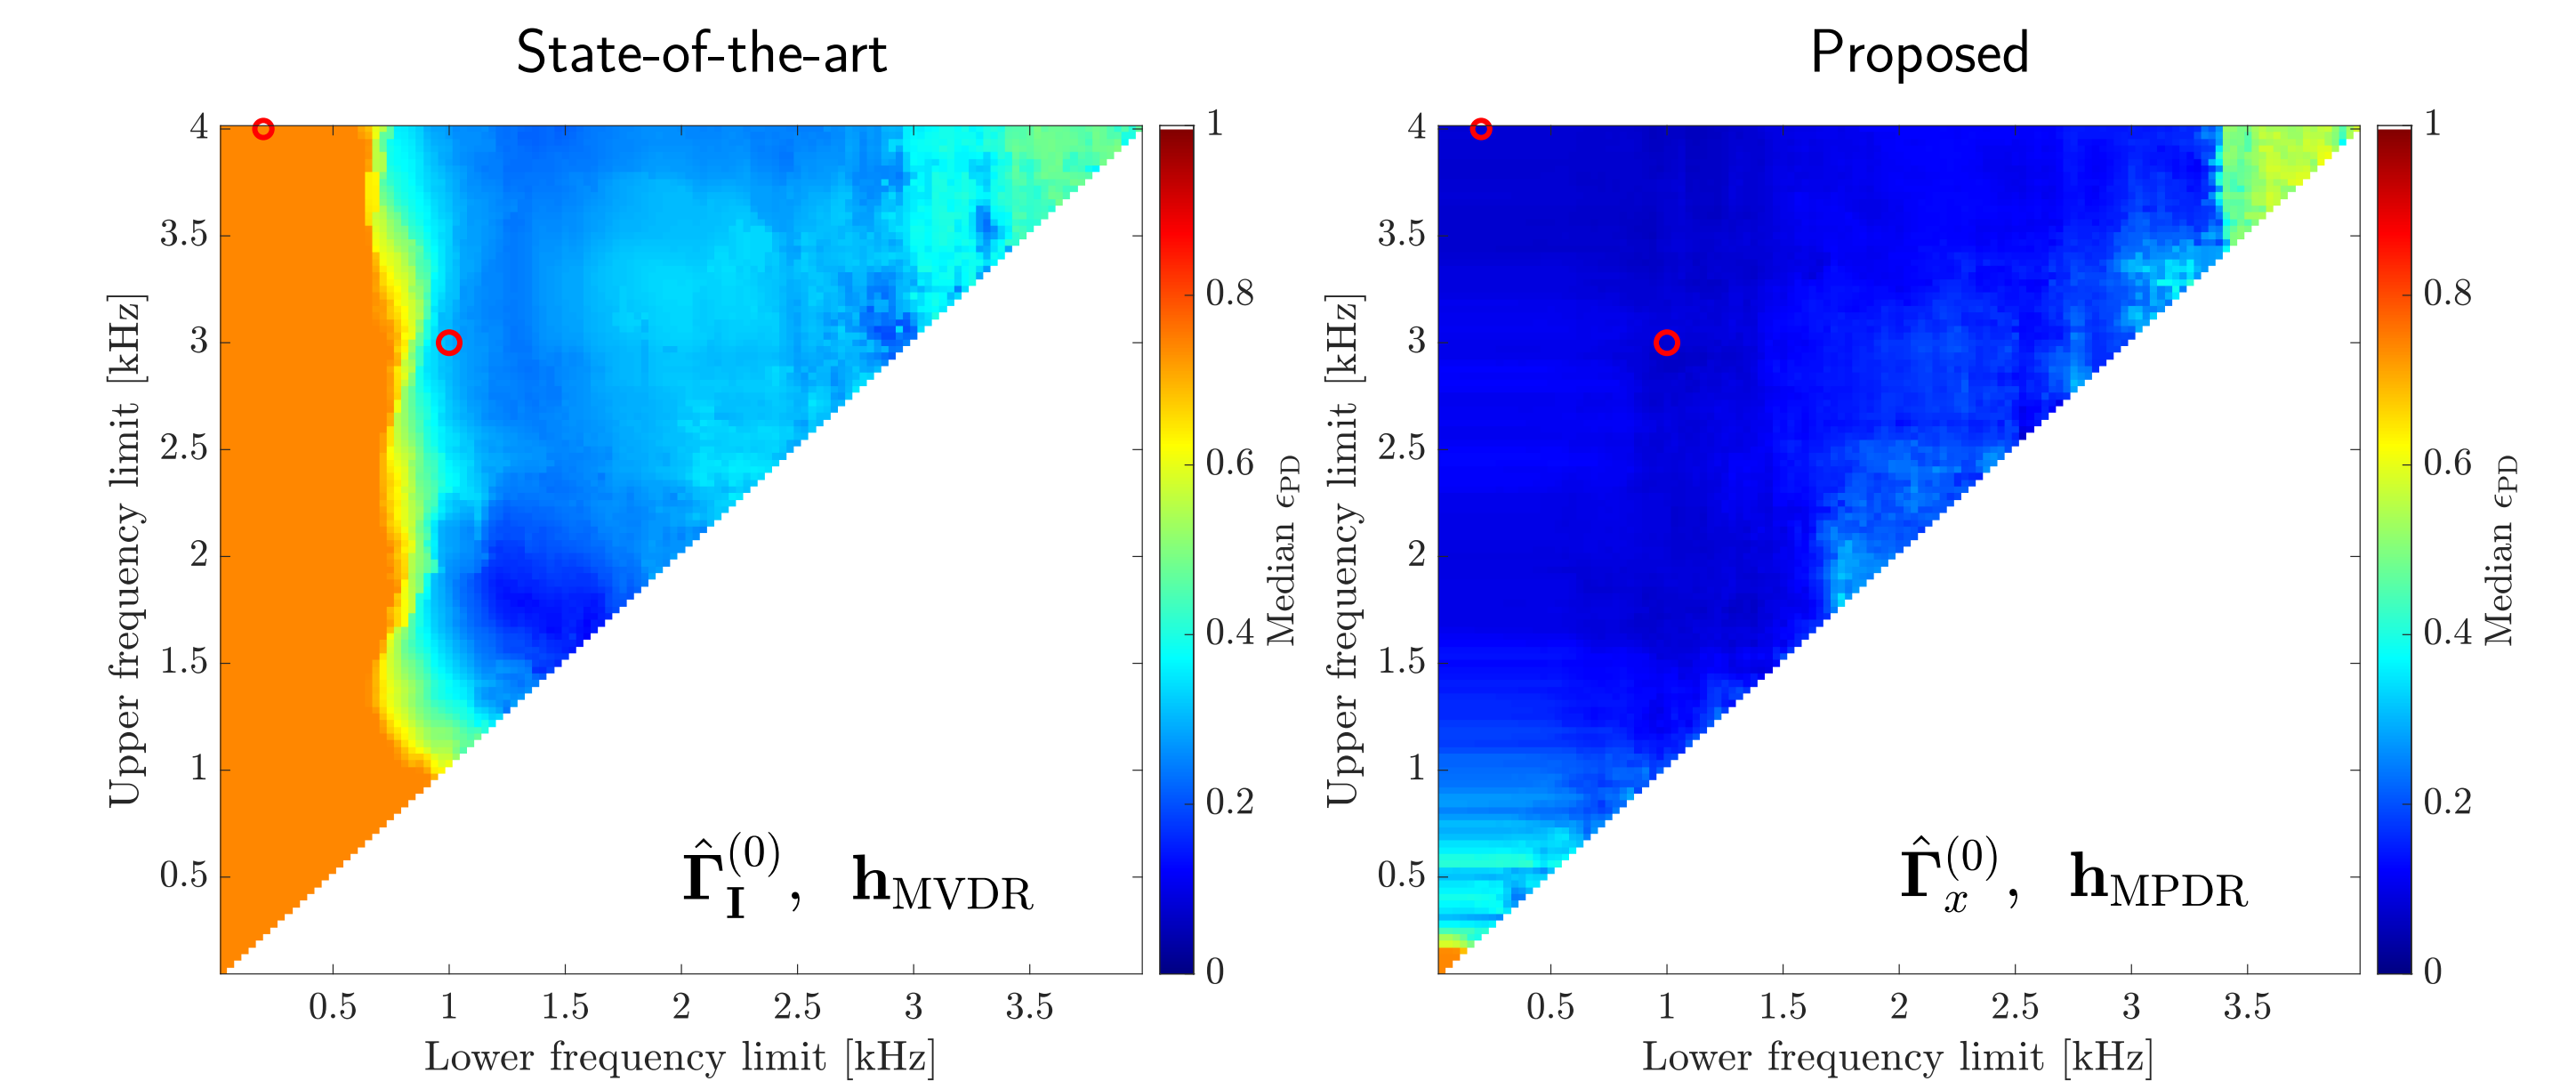 State-of-the-art
Proposed
4
3.5
3
2.5
2
1.5
1
0.5
Upper frequency limit [kHz]
0.5 1 1.5 2 2.5 3 3.5
Lower frequency limit [kHz]
Γ̂_I^(0), h_MVDR
1
0.8
0.6
0.4
0.2
0
Median ϵ_PD
4
3.5
3
2.5
2
1.5
1
0.5
Upper frequency limit [kHz]
0.5 1 1.5 2 2.5 3 3.5
Lower frequency limit [kHz]
Γ̂_x^(0), h_MPDR
1
0.8
0.6
0.4
0.2
0
Median ϵ_PD